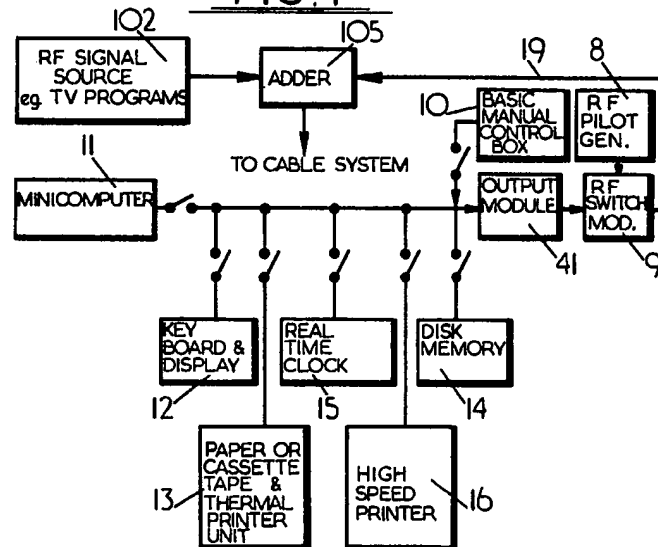 102
105
19
8
RF SIGNAL
SOURCE
eg. TV PROGRAMS
ADDER
10
BASIC
MANUAL
CONTROL
BOX
RF
PILOT
GEN.
TO CABLE SYSTEM
11
MINICOMPUTER
OUTPUT
MODULE
41
RF
SWITCH
MOD.
9
KEY
BOARD &
DISPLAY
12
REAL
TIME
CLOCK
15
DISK
MEMORY
14
PAPER OR
CASSETTE
TAPE &
THERMAL
PRINTER
UNIT
13
HIGH
SPEED
PRINTER
16